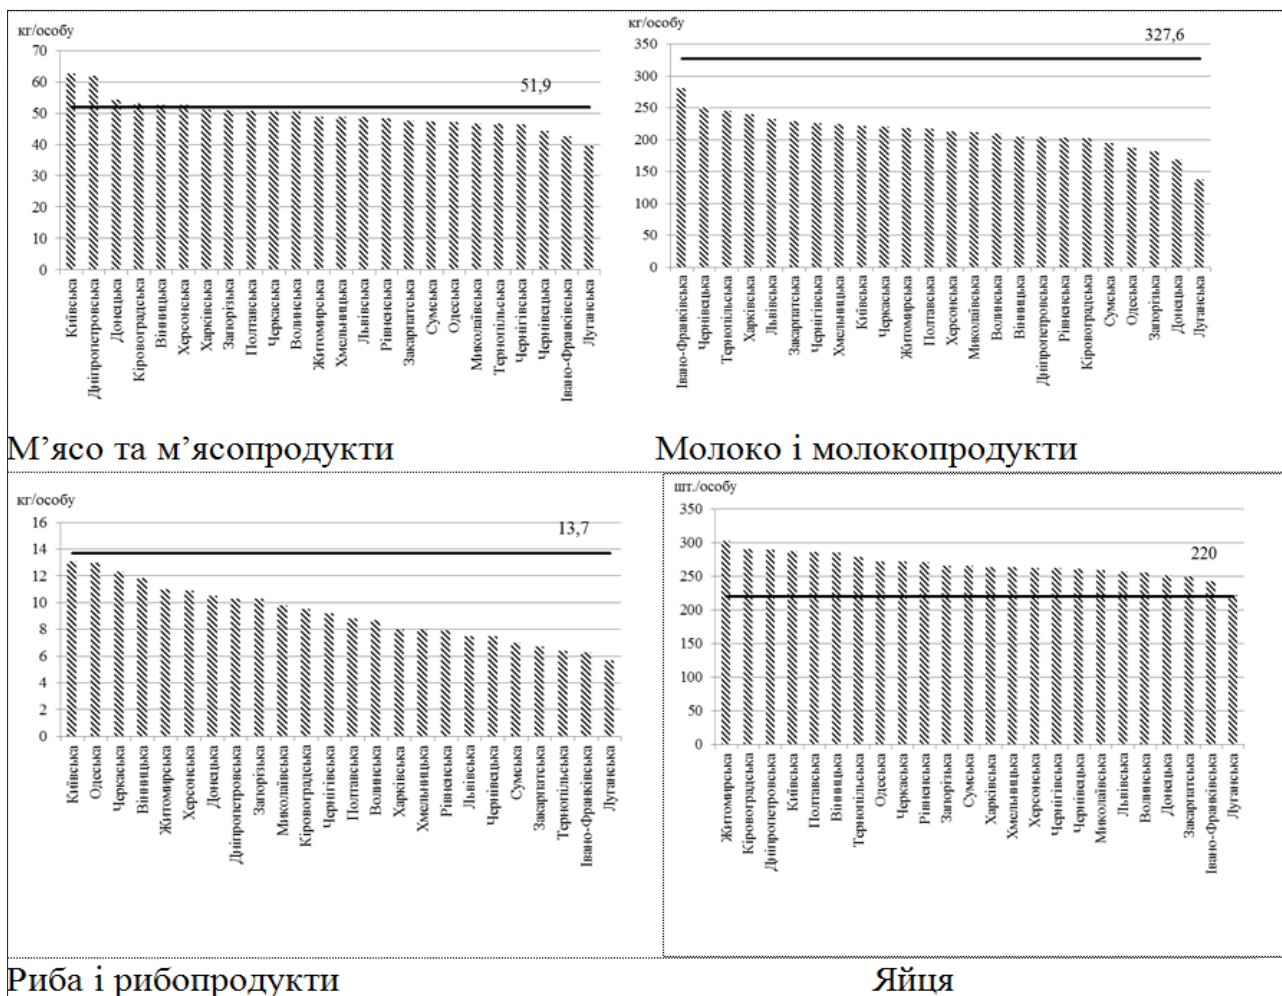 кг/особу
70
60
50
40
30
20
10
0
51,9
Київська
Дніпропетровська
Донецька
Кіровоградська
Вінницька
Херсонська
Харківська
Запорізька
Полтавська
Черкаська
Волинська
Житомирська
Хмельницька
Львівська
Рівненська
Закарпатська
Сумська
Одеська
Миколаївська
Тернопільська
Чернігівська
Чернівецька
Івано-Франківська
Луганська
М’ясо та м’ясопродукти
кг/особу
350
300
250
200
150
100
50
0
327,6
Івано-Франківська
Чернівецька
Тернопільська
Харківська
Львівська
Закарпатська
Чернігівська
Хмельницька
Київська
Черкаська
Житомирська
Полтавська
Херсонська
Миколаївська
Волинська
Вінницька
Дніпропетровська
Рівненська
Кіровоградська
Сумська
Одеська
Запорізька
Донецька
Луганська
Молоко і молокопродукти
кг/особу
16
14
12
10
8
6
4
2
0
13,7
Київська
Одеська
Черкаська
Вінницька
Житомирська
Херсонська
Донецька
Дніпропетровська
Запорізька
Миколаївська
Кіровоградська
Чернігівська
Полтавська
Волинська
Харківська
Хмельницька
Рівненська
Львівська
Чернівецька
Сумська
Закарпатська
Тернопільська
Івано-Франківська
Луганська
Риба і рибопродукти
шт./особу
350
300
250
200
150
100
50
0
220
Житомирська
Кіровоградська
Дніпропетровська
Київська
Полтавська
Вінницька
Тернопільська
Одеська
Черкаська
Рівненська
Запорізька
Сумська
Харківська
Хмельницька
Херсонська
Чернігівська
Чернівецька
Миколаївська
Львівська
Волинська
Донецька
Закарпатська
Івано-Франківська
Луганська
Яйця